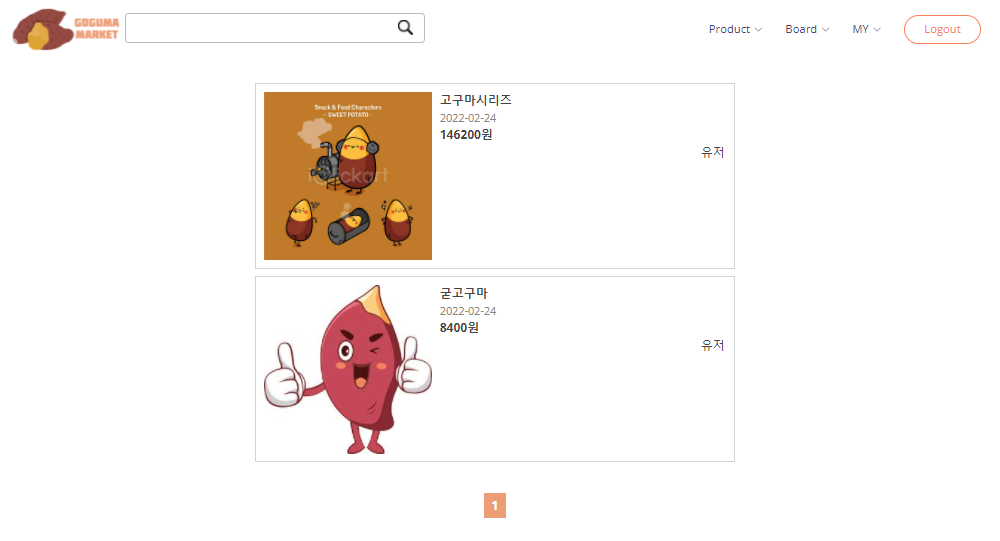 GOGUMA
MARKET
Product
Board
MY
Logout
Snack & Food Characters
- SWEET POTATO -
고구마시리즈
2022-02-24
146200원
유저
굳고구마
2022-02-24
8400원
유저
1